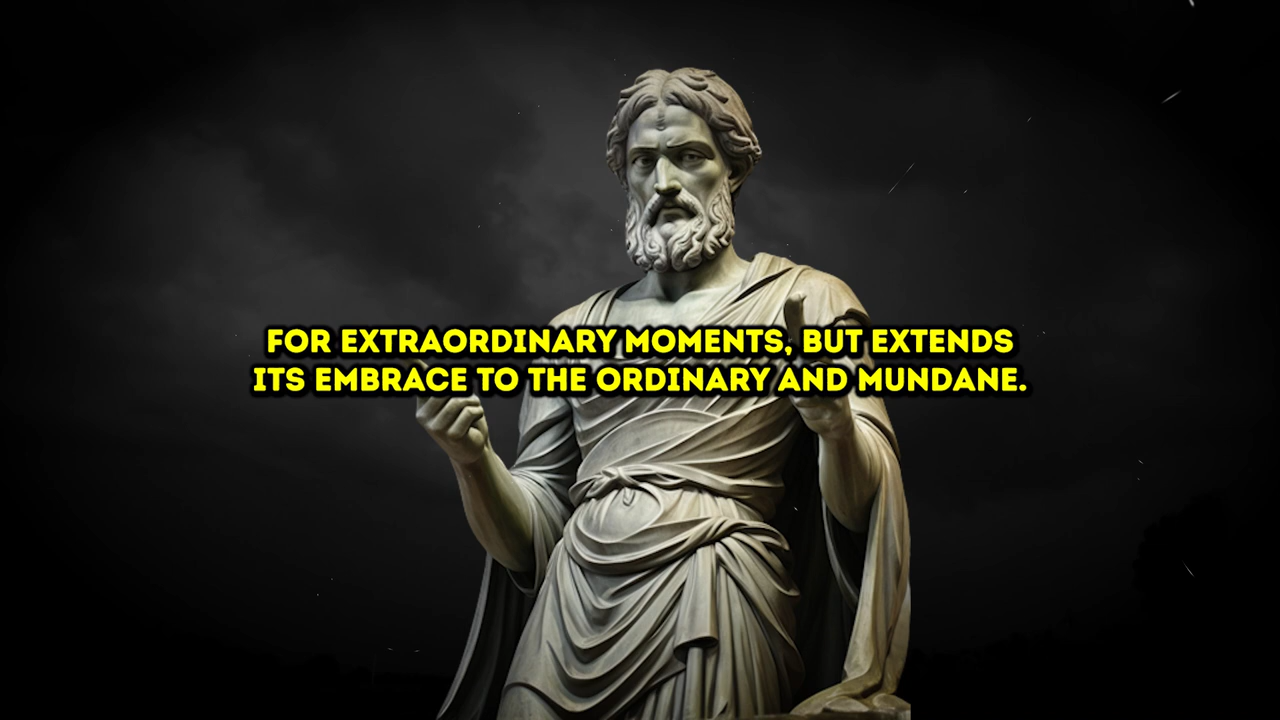 FOR EXTRAORDINARY MOMENTS, BUT EXTENDS
ITS EMBRACE TO THE ORDINARY AND MUNDANE.